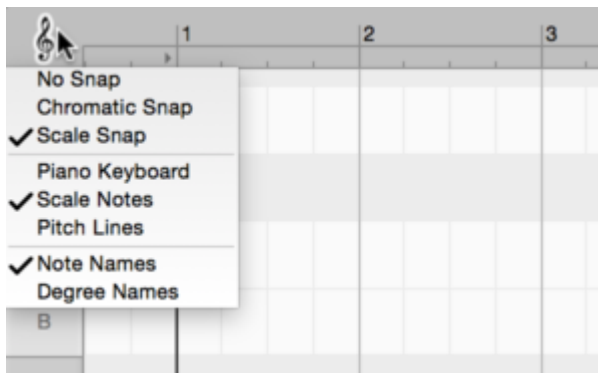 1 2 3
No Snap
Chromatic Snap
Scale Snap
Piano Keyboard
Scale Notes
Pitch Lines
Note Names
Degree Names
B